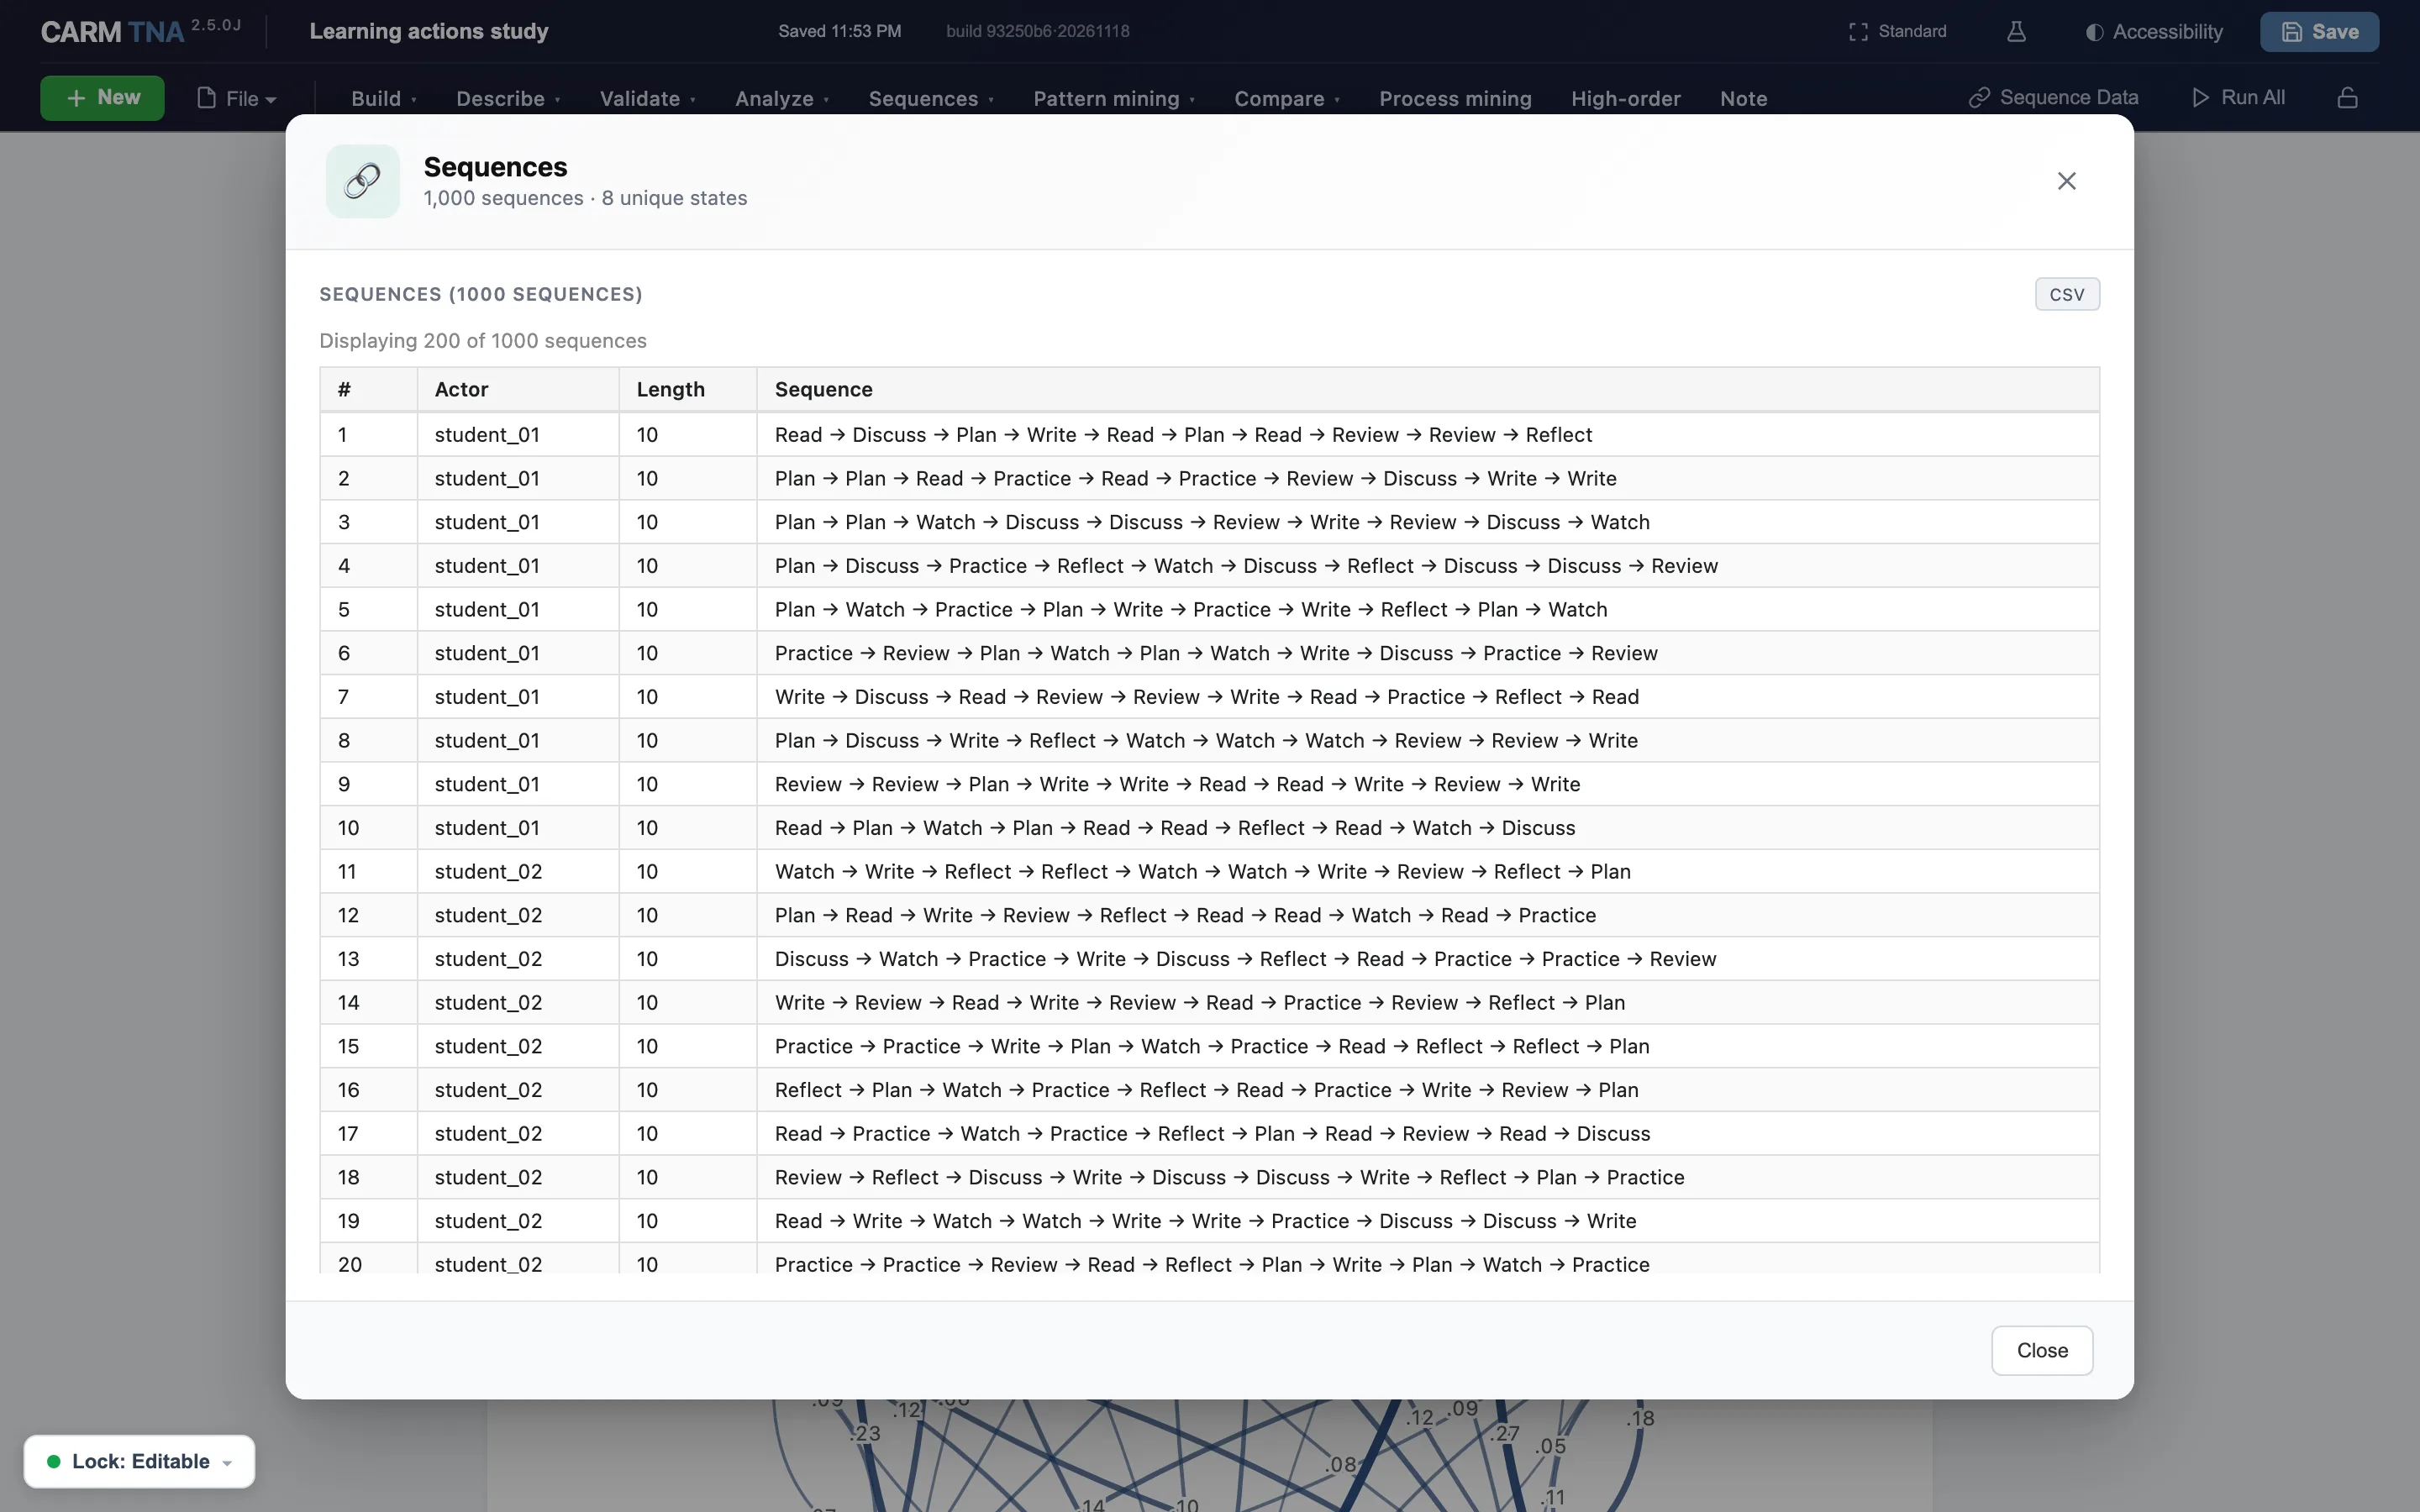 CARM TNA 2.5.0J
Learning actions study
Saved 11:53 PM
build 93250b6-20261118
Standard
Accessibility
Save
+ New
File
Build
Describe
Validate
Analyze
Sequences
Pattern mining
Compare
Process mining
High-order
Note
Sequence Data
Run All
Sequences
1,000 sequences · 8 unique states
SEQUENCES (1000 SEQUENCES)
CSV
Displaying 200 of 1000 sequences
# Actor Length Sequence
1 student_01 10 Read → Discuss → Plan → Write → Read → Plan → Read → Review → Review → Reflect
2 student_01 10 Plan → Plan → Read → Practice → Read → Practice → Review → Discuss → Write → Write
3 student_01 10 Plan → Plan → Watch → Discuss → Discuss → Review → Write → Review → Discuss → Watch
4 student_01 10 Plan → Discuss → Practice → Reflect → Watch → Discuss → Reflect → Discuss → Discuss → Review
5 student_01 10 Plan → Watch → Practice → Plan → Write → Practice → Write → Reflect → Plan → Watch
6 student_01 10 Practice → Review → Plan → Watch → Plan → Watch → Write → Discuss → Practice → Review
7 student_01 10 Write → Discuss → Read → Review → Review → Write → Read → Practice → Reflect → Read
8 student_01 10 Plan → Discuss → Write → Reflect → Watch → Watch → Watch → Review → Review → Write
9 student_01 10 Review → Review → Plan → Write → Write → Read → Read → Write → Review → Write
10 student_01 10 Read → Plan → Watch → Plan → Read → Read → Reflect → Read → Watch → Discuss
11 student_02 10 Watch → Write → Reflect → Reflect → Watch → Watch → Write → Review → Reflect → Plan
12 student_02 10 Plan → Read → Write → Review → Reflect → Read → Read → Watch → Read → Practice
13 student_02 10 Discuss → Watch → Practice → Write → Discuss → Reflect → Read → Practice → Practice → Review
14 student_02 10 Write → Review → Read → Write → Review → Read → Practice → Review → Reflect → Plan
15 student_02 10 Practice → Practice → Write → Plan → Watch → Practice → Read → Reflect → Reflect → Plan
16 student_02 10 Reflect → Plan → Watch → Practice → Reflect → Read → Practice → Write → Review → Plan
17 student_02 10 Read → Practice → Watch → Practice → Reflect → Plan → Read → Review → Read → Discuss
18 student_02 10 Review → Reflect → Discuss → Write → Discuss → Discuss → Write → Reflect → Plan → Practice
19 student_02 10 Read → Write → Watch → Watch → Write → Write → Practice → Discuss → Discuss → Write
20 student_02 10 Practice → Practice → Review → Read → Reflect → Plan → Write → Plan → Watch → Practice
Close
.12
.12
.09
.18
.23
.27
.05
.08
.11
.14
.10
Lock: Editable